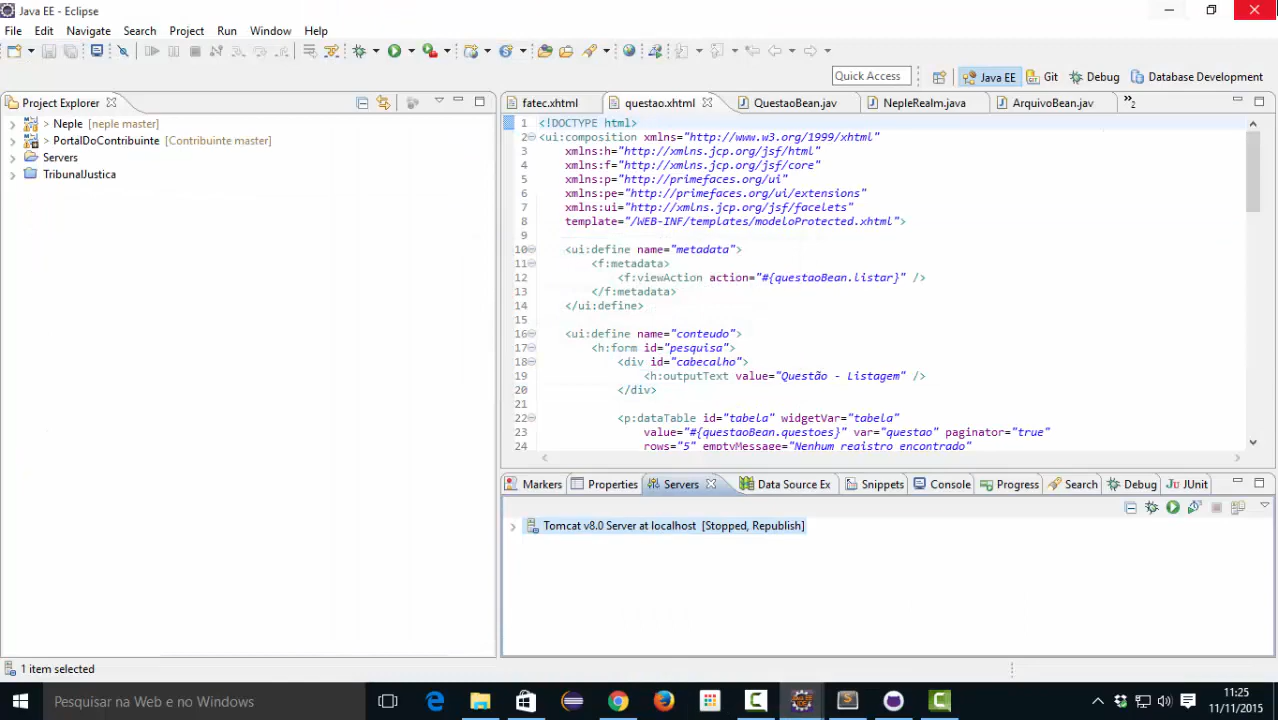 Java EE - Eclipse
File Edit Navigate Search Project Run Window Help
Quick Access
Java EE Git Debug Database Development
Project Explorer
> Neple [neple master]
> PortalDoContribuinte [Contribuinte master]
Servers
TribunalJustica
fatec.xhtml questao.xhtml QuestaoBean.jav NepleRealm.java ArquivoBean.jav »2
1 <!DOCTYPE html>
2 <ui:composition xmlns="http://www.w3.org/1999/xhtml"
3 xmlns:h="http://xmlns.jcp.org/jsf/html"
4 xmlns:f="http://xmlns.jcp.org/jsf/core"
5 xmlns:p="http://primefaces.org/ui"
6 xmlns:pe="http://primefaces.org/ui/extensions"
7 xmlns:ui="http://xmlns.jcp.org/jsf/facelets"
8 template="/WEB-INF/templates/modeloProtected.xhtml">
9
10 <ui:define name="metadata">
11 <f:metadata>
12 <f:viewAction action="#{questaoBean.listar}" />
13 </f:metadata>
14 </ui:define>
15
16 <ui:define name="conteudo">
17 <h:form id="pesquisa">
18 <div id="cabecalho">
19 <h:outputText value="Questão - Listagem" />
20 </div>
21
22 <p:dataTable id="tabela" widgetVar="tabela"
23 value="#{questaoBean.questoes}" var="questao" paginator="true"
24 rows="5" emptyMessage="Nenhum registro encontrado"
Markers Properties Servers Data Source Ex Snippets Console Progress Search Debug JUnit
Tomcat v8.0 Server at localhost [Stopped, Republish]
1 item selected
Pesquisar na Web e no Windows
11:25
11/11/2015